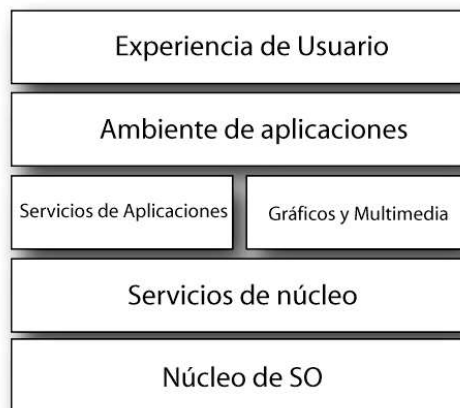 Experiencia de Usuario
Ambiente de aplicaciones
Servicios de Aplicaciones
Gráficos y Multimedia
Servicios de núcleo
Núcleo de SO